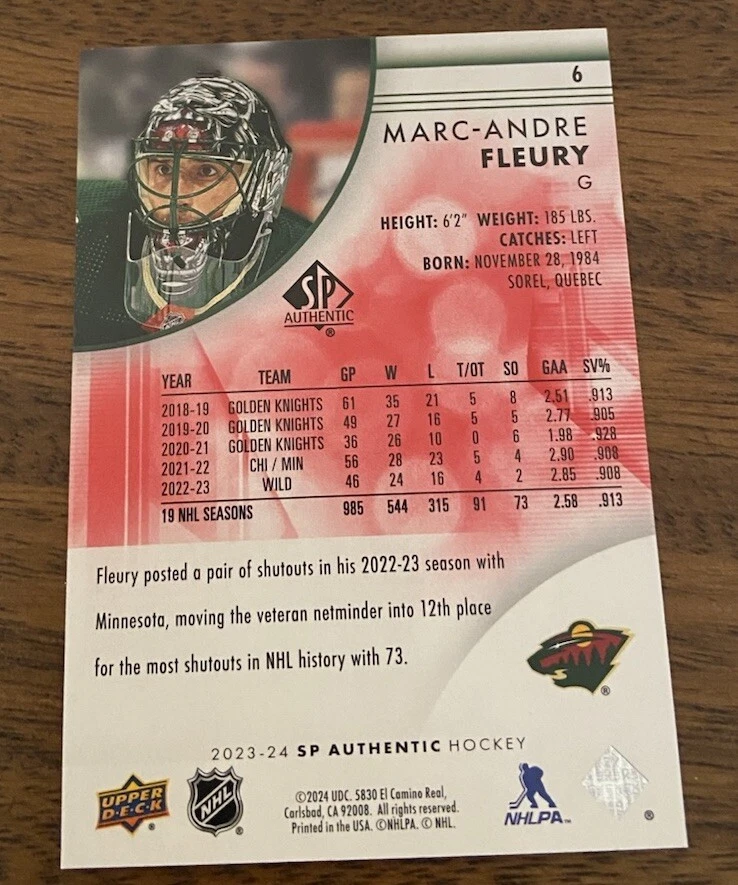 6
MARC-ANDRE
FLEURY
G
HEIGHT: 6'2" WEIGHT: 185 LBS.
CATCHES: LEFT
BORN: NOVEMBER 28, 1984
SOREL, QUEBEC
SP
AUTHENTIC
®
YEAR TEAM GP W L T/OT SO GAA SV%
2018-19 GOLDEN KNIGHTS 61 35 21 5 8 2.51 .913
2019-20 GOLDEN KNIGHTS 49 27 16 5 5 2.77 .905
2020-21 GOLDEN KNIGHTS 36 26 10 0 6 1.98 .928
2021-22 CHI / MIN 56 28 23 5 4 2.90 .908
2022-23 WILD 46 24 16 4 2 2.85 .908
19 NHL SEASONS 985 544 315 91 73 2.58 .913
Fleury posted a pair of shutouts in his 2022-23 season with
Minnesota, moving the veteran netminder into 12th place
for the most shutouts in NHL history with 73.
®
2023-24 SP AUTHENTIC HOCKEY
UPPER
DECK
®
NHL
®
©2024 UDC. 5830 El Camino Real,
Carlsbad, CA 92008. All rights reserved.
Printed in the USA. ©NHLPA. © NHL.
NHLPA™
®